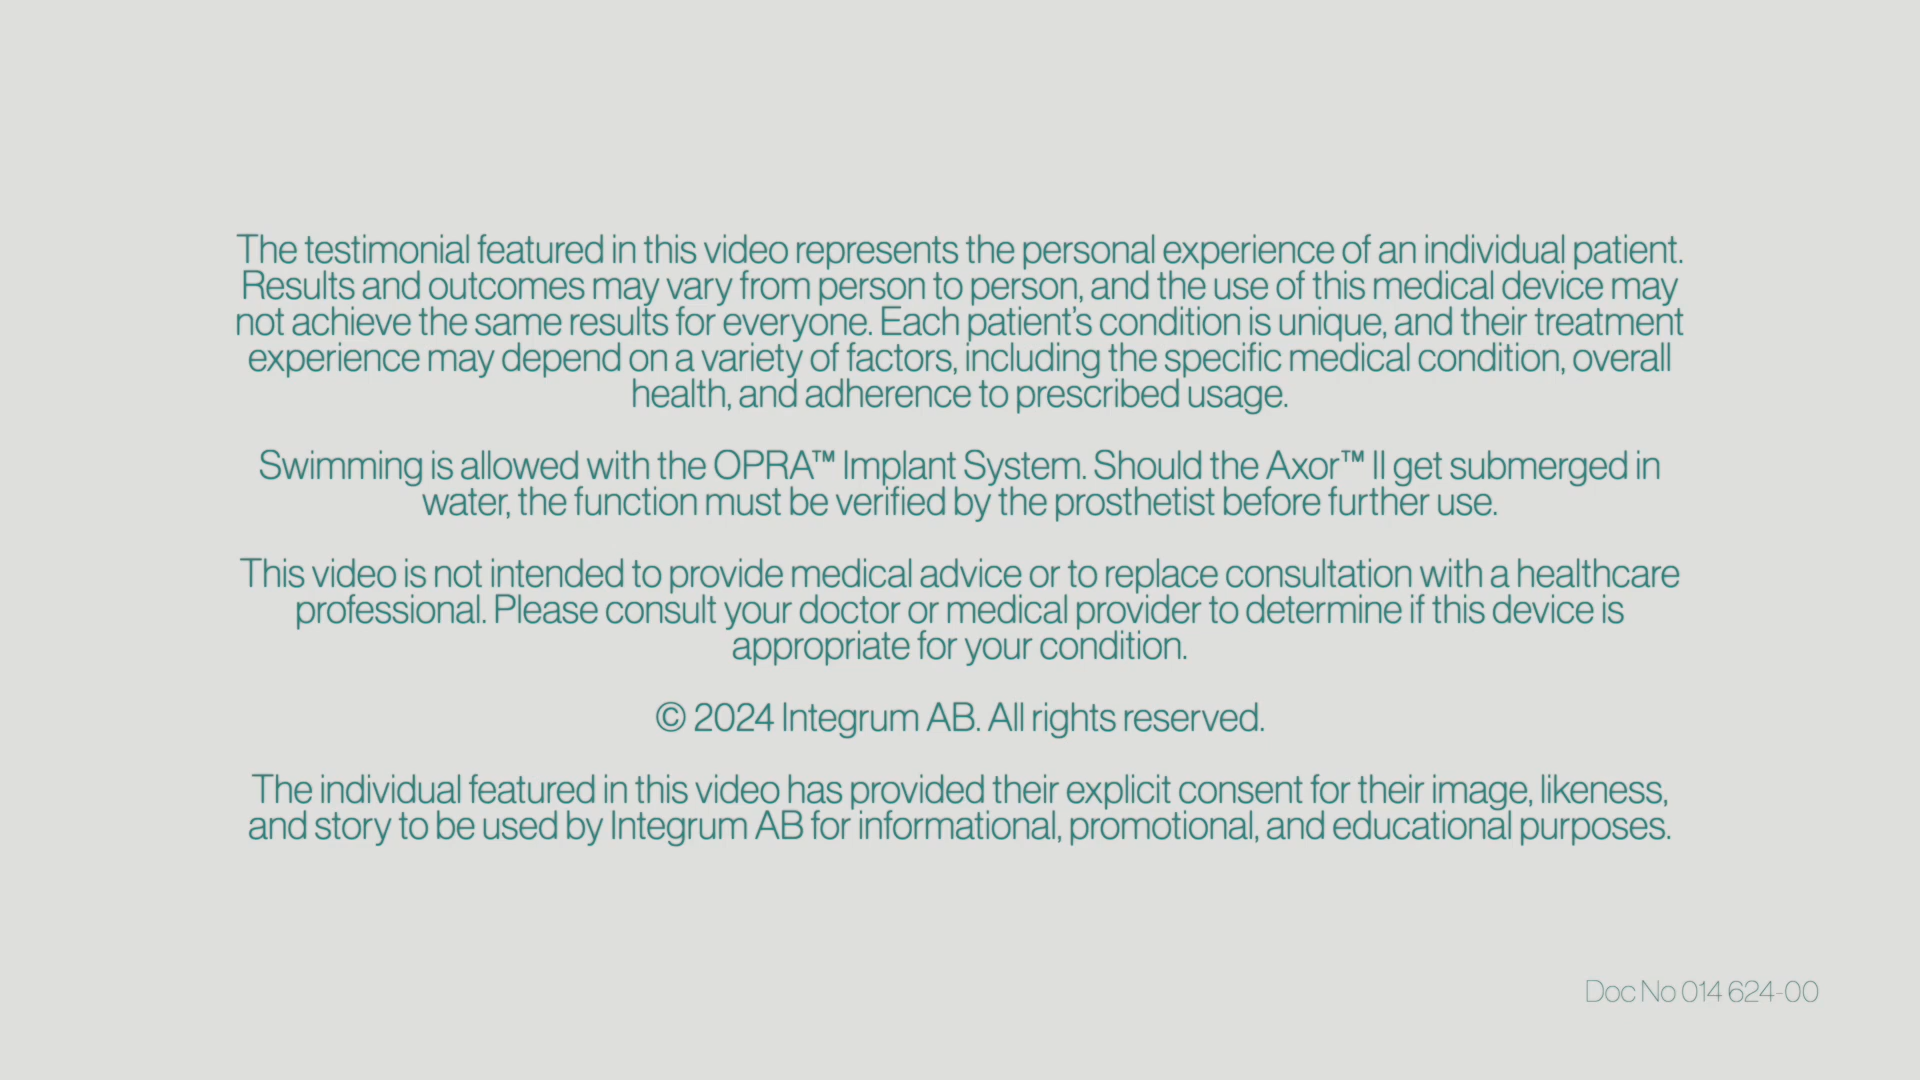 The testimonial featured in this video represents the personal experience of an individual patient.
Results and outcomes may vary from person to person, and the use of this medical device may
not achieve the same results for everyone. Each patient’s condition is unique, and their treatment
experience may depend on a variety of factors, including the specific medical condition, overall
health, and adherence to prescribed usage.
Swimming is allowed with the OPRA™ Implant System. Should the Axor™ II get submerged in
water, the function must be verified by the prosthetist before further use.
This video is not intended to provide medical advice or to replace consultation with a healthcare
professional. Please consult your doctor or medical provider to determine if this device is
appropriate for your condition.
© 2024 Integrum AB. All rights reserved.
The individual featured in this video has provided their explicit consent for their image, likeness,
and story to be used by Integrum AB for informational, promotional, and educational purposes.
Doc No 014 624-00